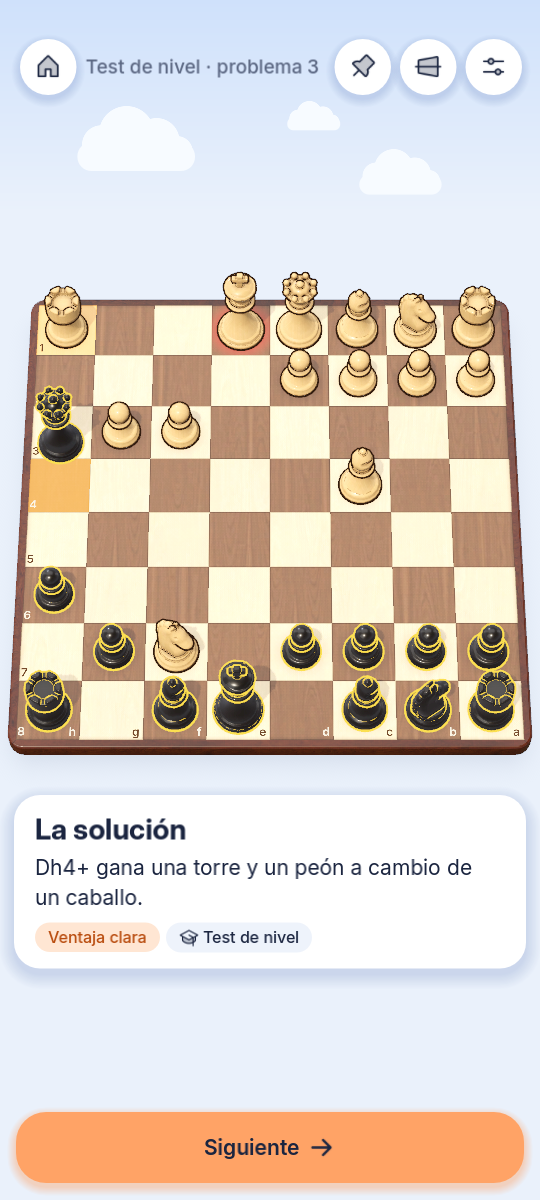 Test de nivel · problema 3
1
3
4
5
6
7
8 h g f e d c b a
La solución
Dh4+ gana una torre y un peón a cambio de
un caballo.
Ventaja clara Test de nivel
Siguiente →